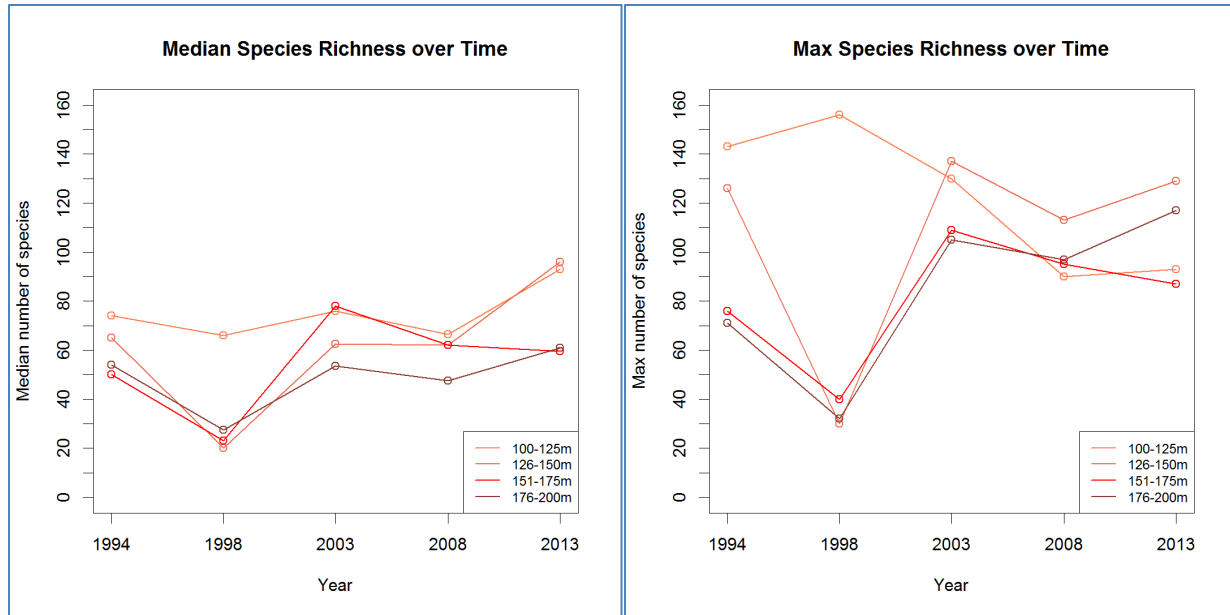 Median Species Richness over Time
Median number of species
160
140
120
100
80
60
40
20
0
1994 1998 2003 2008 2013
Year
100-125m
126-150m
151-175m
176-200m
Max Species Richness over Time
Max number of species
160
140
120
100
80
60
40
20
0
1994 1998 2003 2008 2013
Year
100-125m
126-150m
151-175m
176-200m